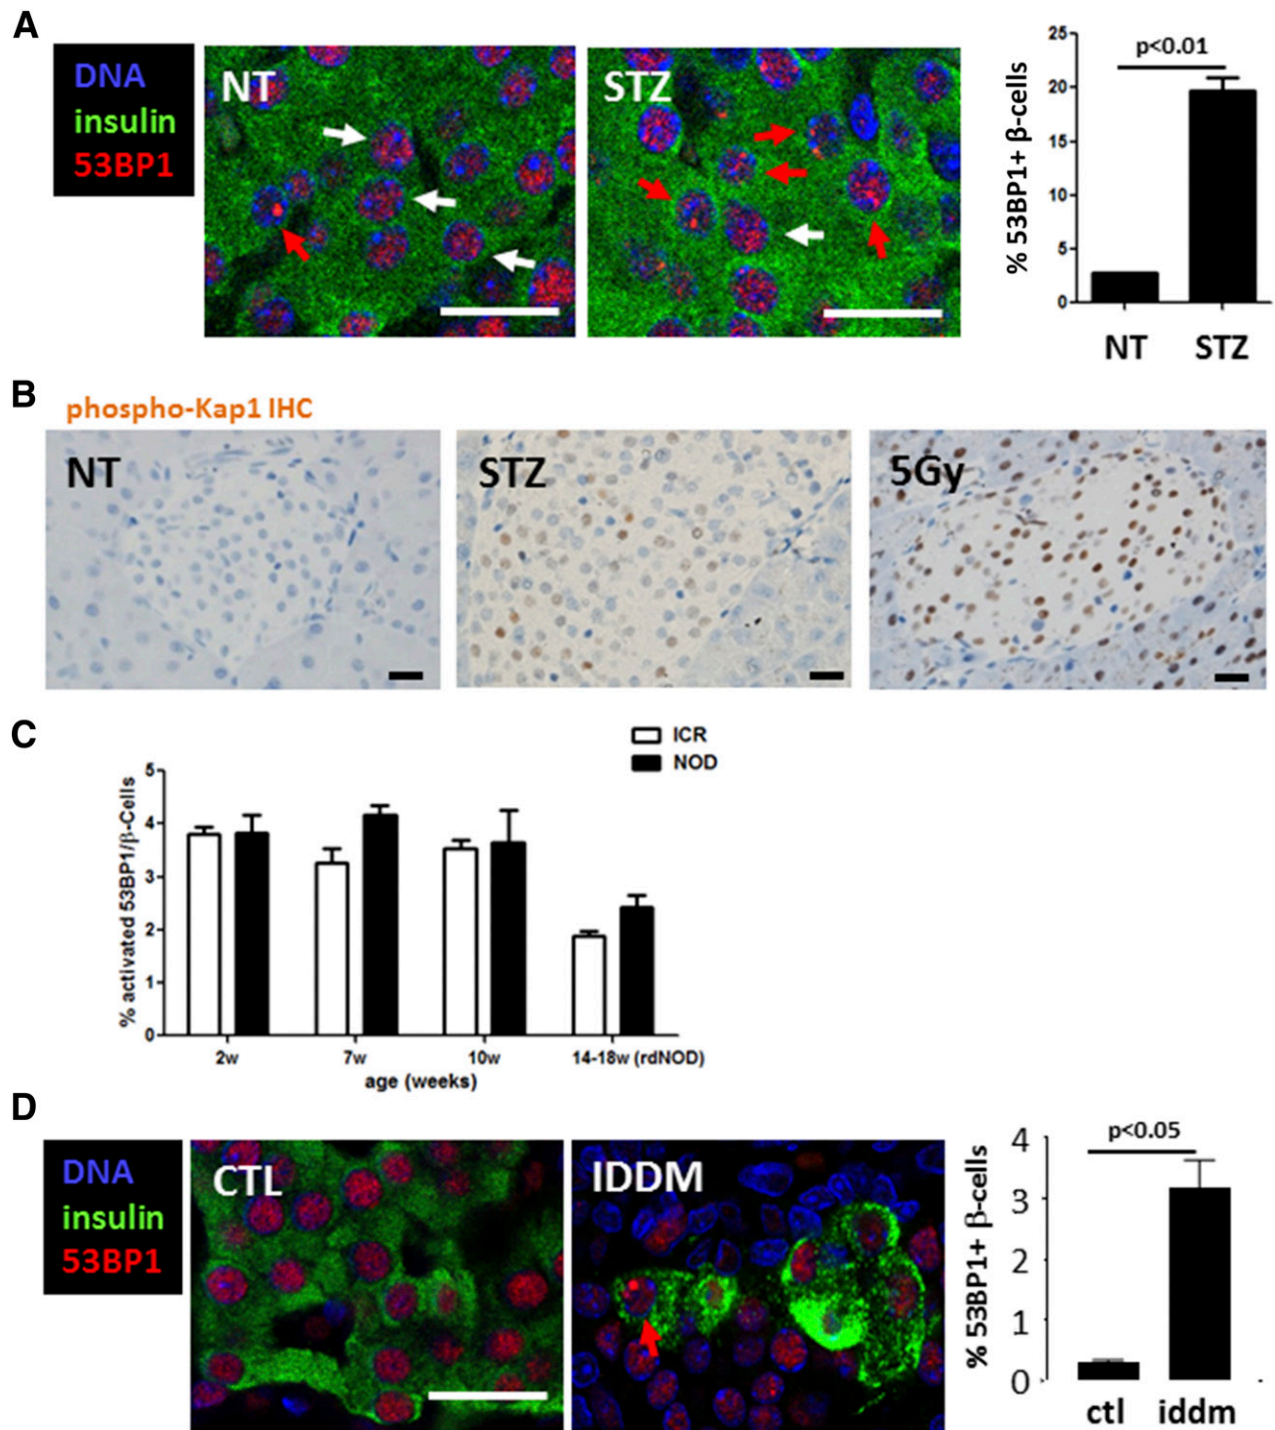 A
DNA
insulin
53BP1
NT
STZ
% 53BP1+ β-cells
25
20
15
10
5
0
p<0.01
NT
STZ
B
phospho-Kap1 IHC
NT
STZ
5Gy
C
ICR
NOD
% activated 53BP1/β-Cells
5
4
3
2
1
0
2w
7w
10w
14-18w (rdNOD)
age (weeks)
D
DNA
insulin
53BP1
CTL
IDDM
% 53BP1+ β-cells
4
3
2
1
0
p<0.05
ctl
iddm